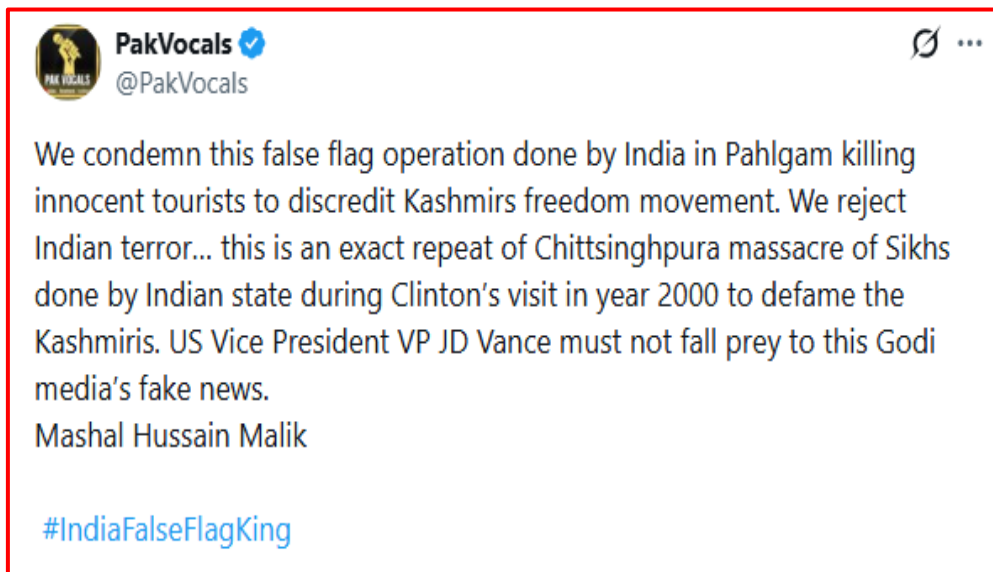 PakVocals
@PakVocals
We condemn this false flag operation done by India in Pahlgam killing
innocent tourists to discredit Kashmirs freedom movement. We reject
Indian terror... this is an exact repeat of Chittsinghpura massacre of Sikhs
done by Indian state during Clinton's visit in year 2000 to defame the
Kashmiris. US Vice President VP JD Vance must not fall prey to this Godi
media's fake news.
Mashal Hussain Malik
#IndiaFalseFlagKing
PAK VOCALS